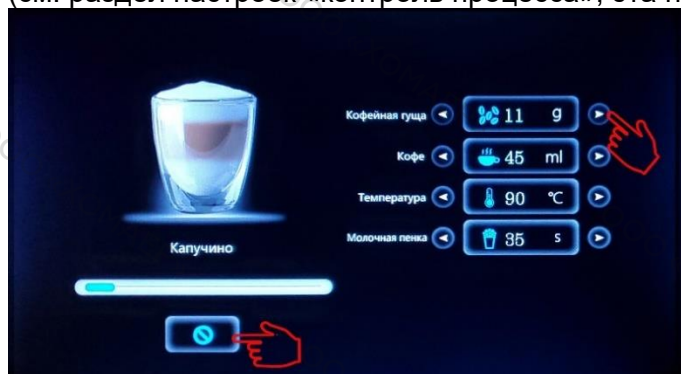 Кофейная гуща 11 g
Кофе 45 ml
Температура 90 °C
Молочная пенка 35 s
Капучино